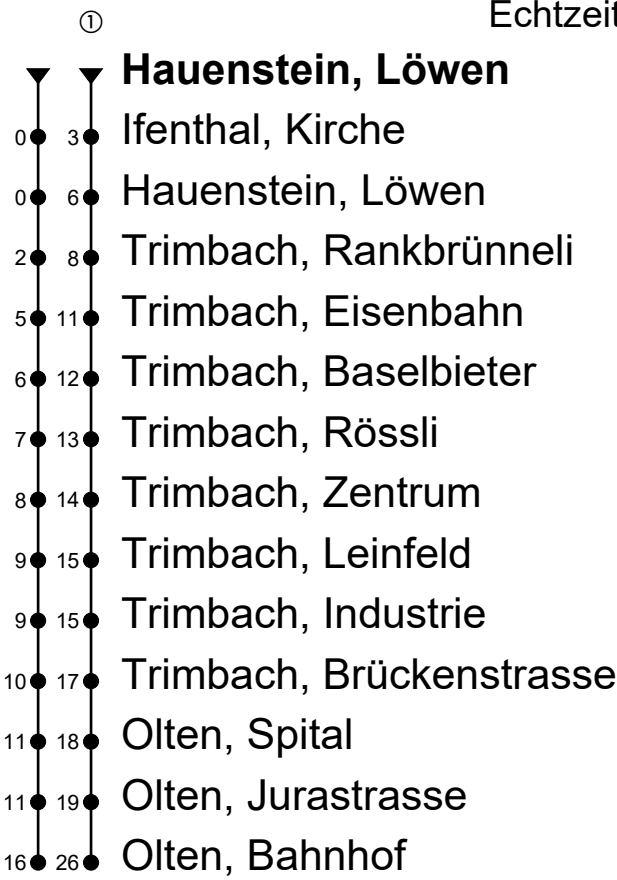 ① Echtzeit
Hauenstein, Löwen
0 3 Ifenthal, Kirche
0 6 Hauenstein, Löwen
2 8 Trimbach, Rankbrünneli
5 11 Trimbach, Eisenbahn
6 12 Trimbach, Baselbieter
7 13 Trimbach, Rössli
8 14 Trimbach, Zentrum
9 15 Trimbach, Leinfeld
9 15 Trimbach, Industrie
10 17 Trimbach, Brückenstrasse
11 18 Olten, Spital
11 19 Olten, Jurastrasse
16 26 Olten, Bahnhof